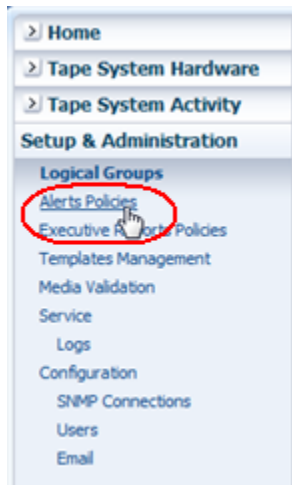 Home
Tape System Hardware
Tape System Activity
Setup & Administration
Logical Groups
Alerts Policies
Executive Reports Policies
Templates Management
Media Validation
Service
Logs
Configuration
SNMP Connections
Users
Email